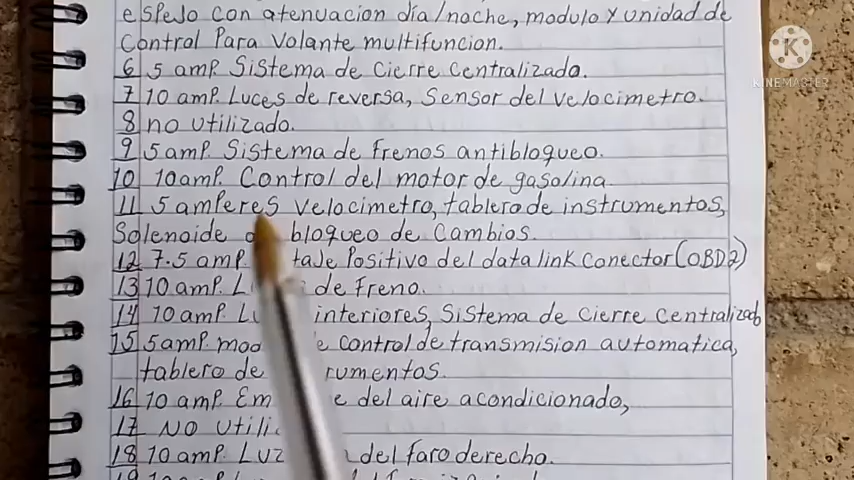 espejo con atenuacion dia/noche, modulo y unidad de
Control Para Volante multifuncion.
6 5 amp. Sistema de Cierre Centralizado.
7 10 amp. Luces de reversa, Sensor del velocimetro.
8 no utilizado.
9 5 amp. Sistema de Frenos antibloqueo.
10 10 amp. Control del motor de gasolina
11 5 amperes velocimetro, tablero de instrumentos,
Solenoide bloqueo de Cambios.
12 7.5 amp. Positivo del data link Conector (OBD2)
13 10 amp. de Freno.
14 10 amp. interiores, Sistema de Cierre Centralizado
15 5 amp. control de transmision automatica,
tablero de
16 10 amp. del aire acondicionado,
17 NO
18 10 amp. Luz del faro derecho.
KINEMASTER